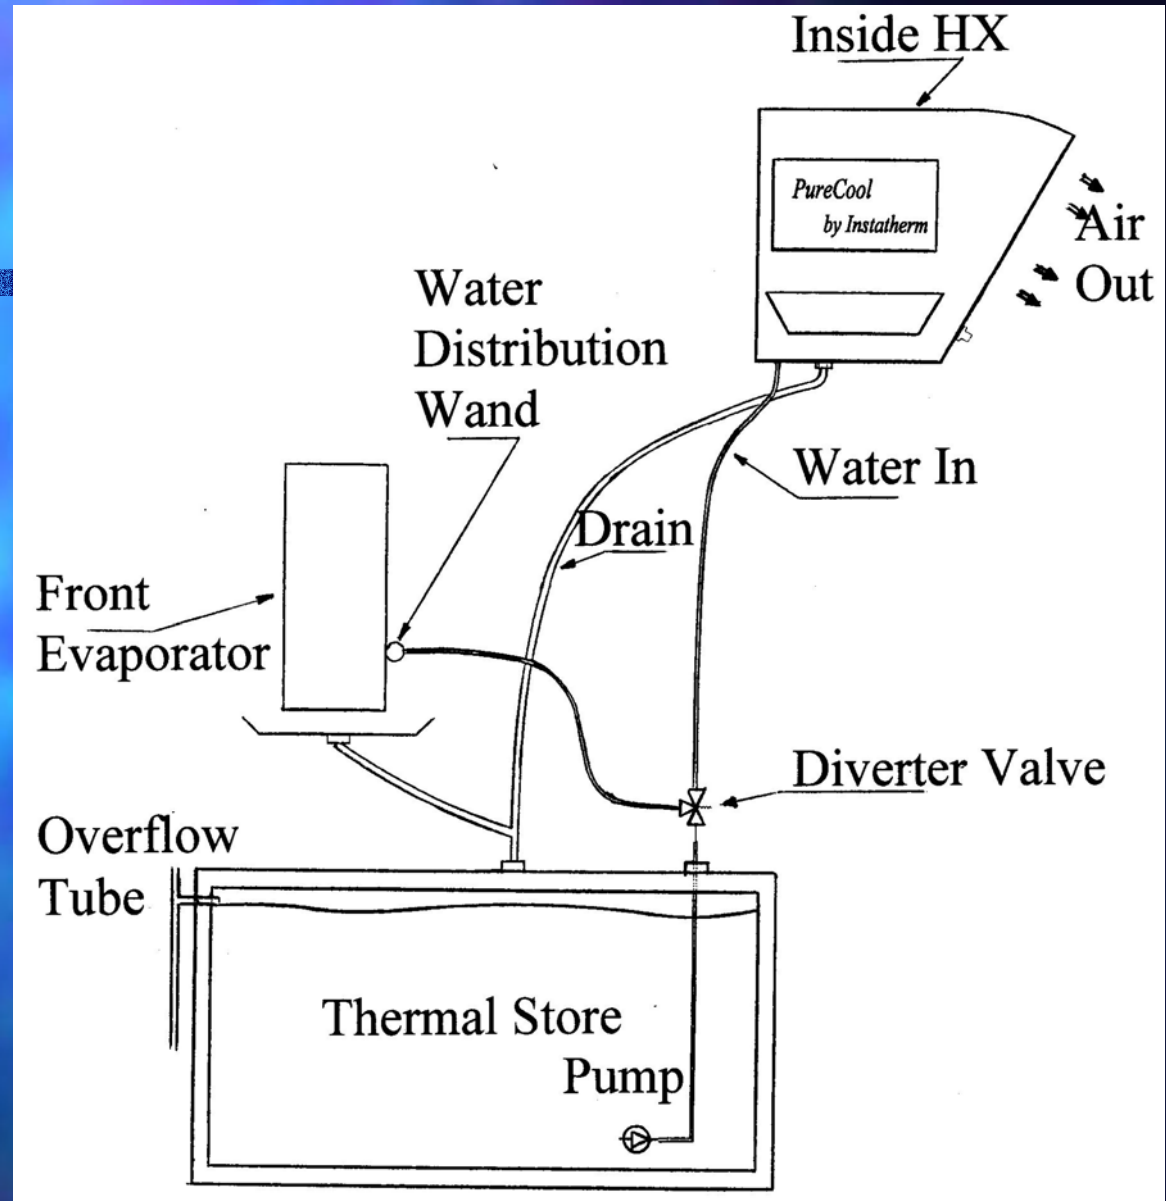 Inside HX
PureCool
by Instatherm
Air
Out
Water
Distribution
Wand
Water In
Drain
Front
Evaporator
Diverter Valve
Overflow
Tube
Thermal Store
Pump